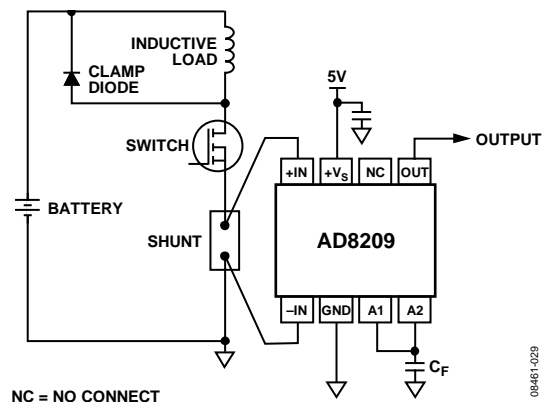 INDUCTIVE
LOAD
CLAMP
DIODE
5V
OUTPUT
SWITCH
+IN
+VS
NC
OUT
BATTERY
SHUNT
AD8209
–IN
GND
A1
A2
CF
NC = NO CONNECT
08461-029